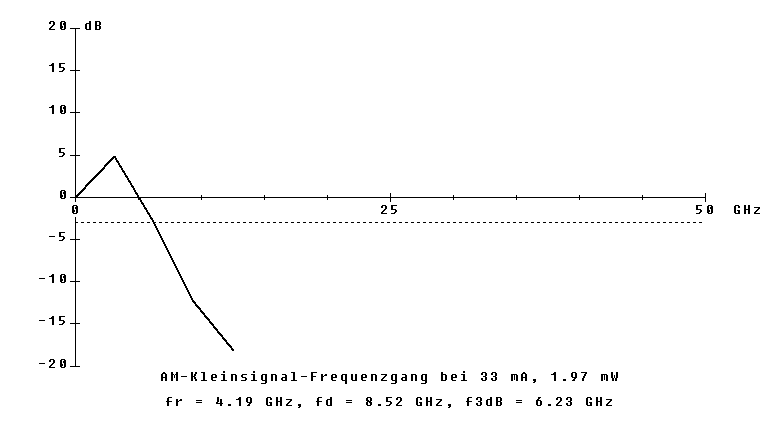 20 dB
15
10
5
0
0 25 50 GHz
-5
-10
-15
-20
AM-Kleinsignal-Frequenzgang bei 33 mA, 1.97 mW
fr = 4.19 GHz, fd = 8.52 GHz, f3dB = 6.23 GHz